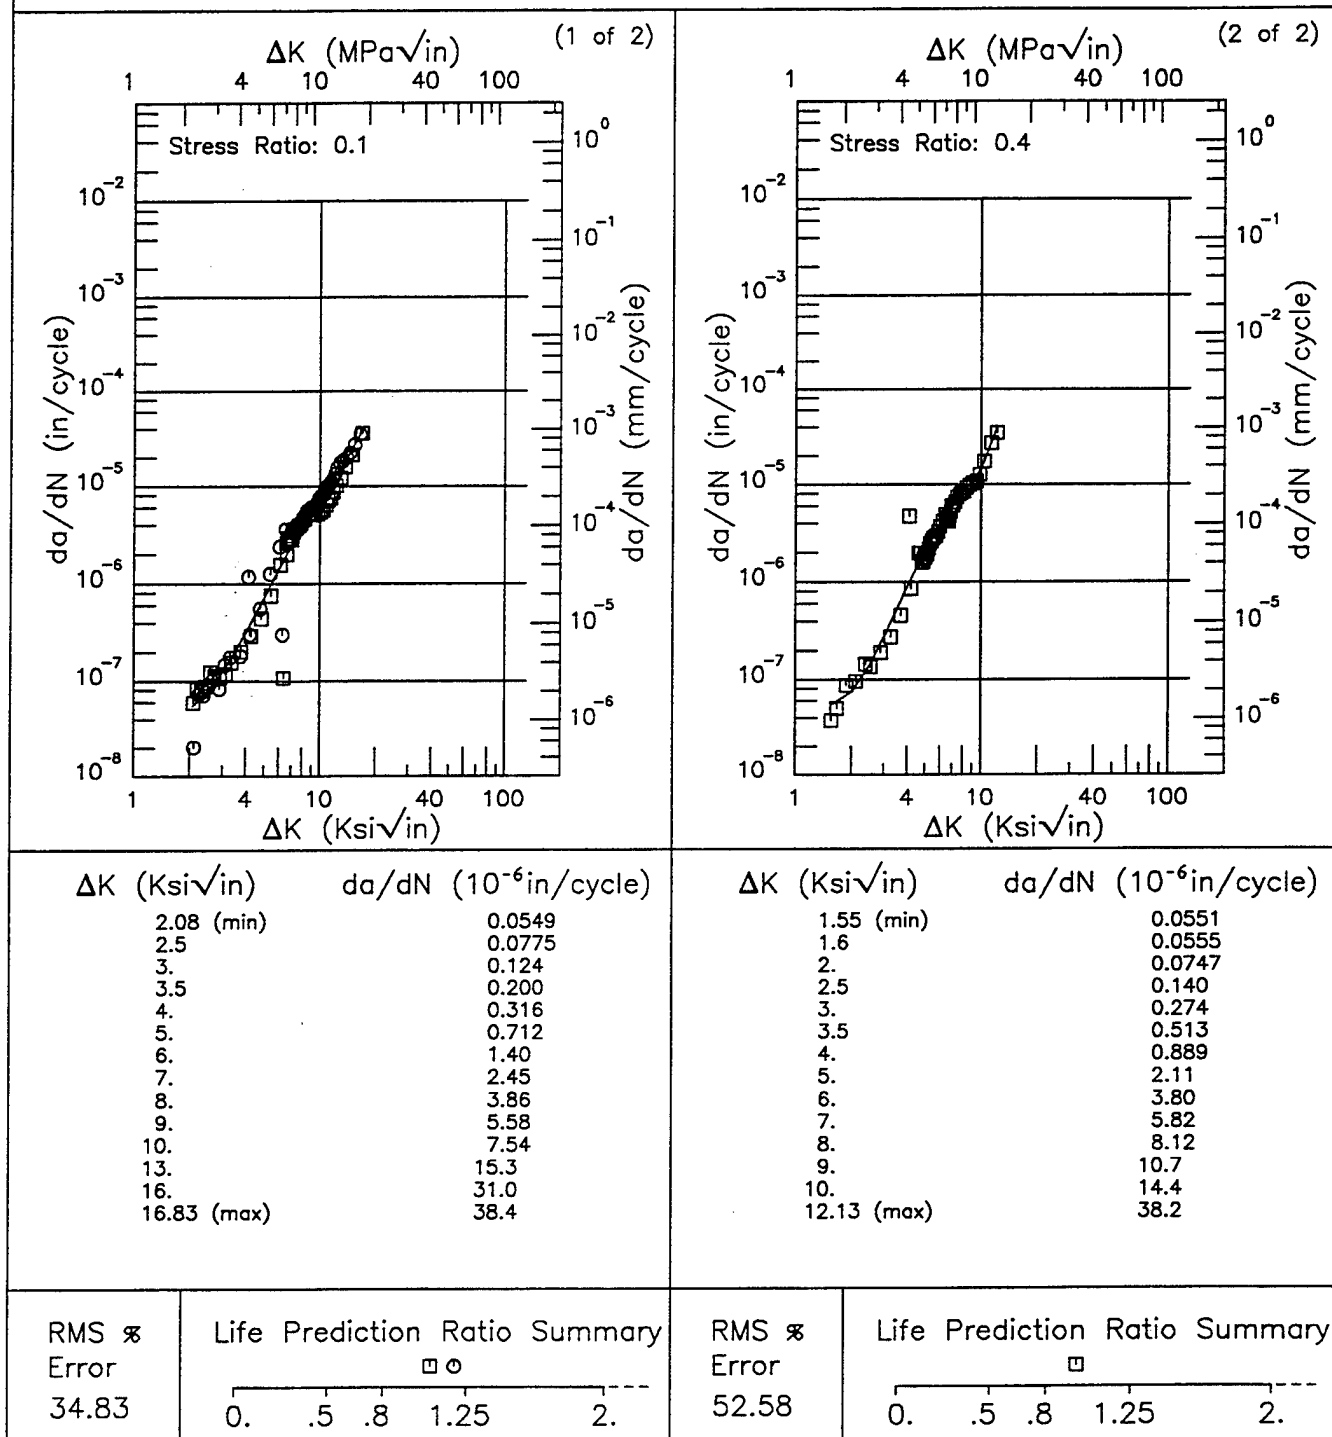 (1 of 2)
ΔK (MPa√in)
1 4 10 40 100
Stress Ratio: 0.1
10⁰
10⁻¹
10⁻²
10⁻³
10⁻⁴
10⁻⁵
10⁻⁶
da/dN (mm/cycle)
10⁻²
10⁻³
10⁻⁴
10⁻⁵
10⁻⁶
10⁻⁷
10⁻⁸
da/dN (in/cycle)
1 4 10 40 100
ΔK (Ksi√in)
ΔK (Ksi√in) da/dN (10⁻⁶in/cycle)
2.08 (min) 0.0549
2.5 0.0775
3. 0.124
3.5 0.200
4. 0.316
5. 0.712
6. 1.40
7. 2.45
8. 3.86
9. 5.58
10. 7.54
13. 15.3
16. 31.0
16.83 (max) 38.4
RMS %
Error
34.83
Life Prediction Ratio Summary
0. .5 .8 1.25 2.
(2 of 2)
ΔK (MPa√in)
1 4 10 40 100
Stress Ratio: 0.4
10⁰
10⁻¹
10⁻²
10⁻³
10⁻⁴
10⁻⁵
10⁻⁶
da/dN (mm/cycle)
10⁻²
10⁻³
10⁻⁴
10⁻⁵
10⁻⁶
10⁻⁷
10⁻⁸
da/dN (in/cycle)
1 4 10 40 100
ΔK (Ksi√in)
ΔK (Ksi√in) da/dN (10⁻⁶in/cycle)
1.55 (min) 0.0551
1.6 0.0555
2. 0.0747
2.5 0.140
3. 0.274
3.5 0.513
4. 0.889
5. 2.11
6. 3.80
7. 5.82
8. 8.12
9. 10.7
10. 14.4
12.13 (max) 38.2
RMS %
Error
52.58
Life Prediction Ratio Summary
0. .5 .8 1.25 2.